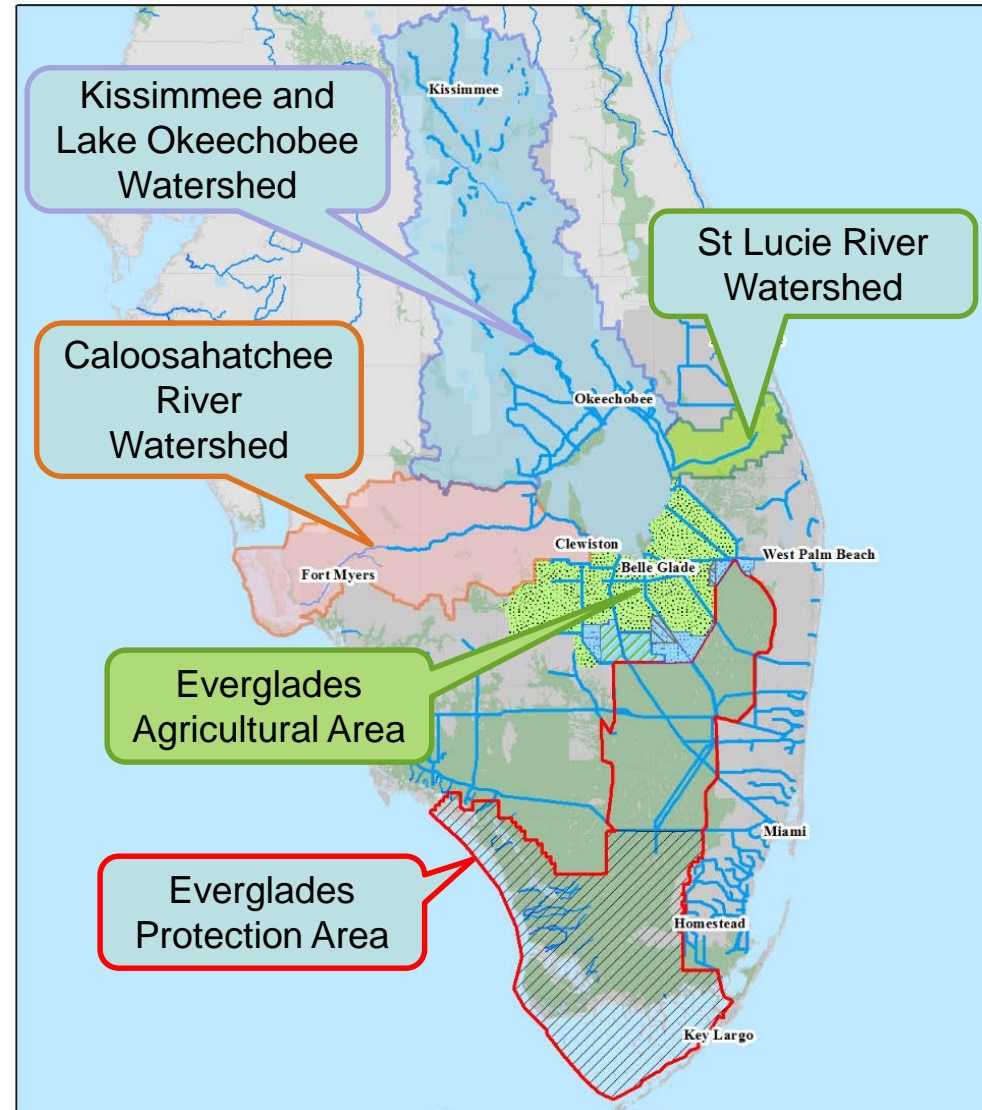 Kissimmee
Kissimmee and
Lake Okeechobee
Watershed
St Lucie River
Watershed
Caloosahatchee
River
Watershed
Okeechobee
Clewiston
West Palm Beach
Belle Glade
Fort Myers
Everglades
Agricultural Area
Miami
Everglades
Protection Area
Homestead
Key Largo